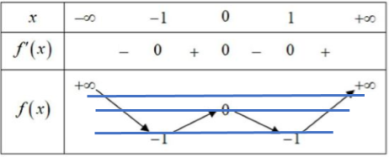 x −∞ −1 0 1 +∞
f′(x) − 0 + 0 − 0 +
+∞ +∞
f(x) 0
−1 −1